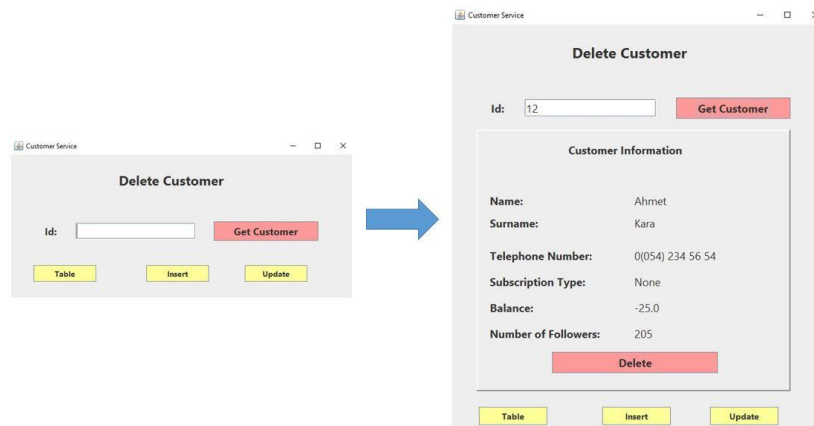 Customer Service
Delete Customer
Id:
Get Customer
Table Insert Update
Customer Service
Delete Customer
Id: 12 Get Customer
Customer Information
Name: Ahmet
Surname: Kara
Telephone Number: 0(054) 234 56 54
Subscription Type: None
Balance: -25.0
Number of Followers: 205
Delete
Table Insert Update